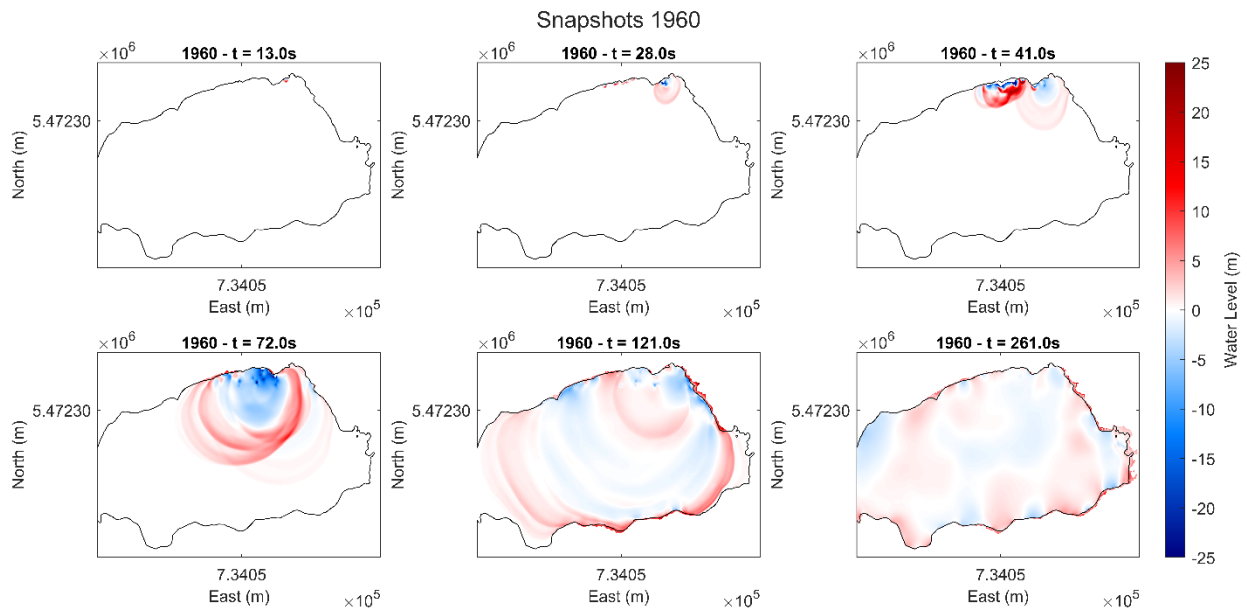 Snapshots 1960
×10⁶
1960 - t = 13.0s
5.47230
North (m)
7.3405
East (m)
×10⁵
×10⁶
1960 - t = 28.0s
5.47230
North (m)
7.3405
East (m)
×10⁵
×10⁶
1960 - t = 41.0s
5.47230
North (m)
7.3405
East (m)
×10⁵
×10⁶
1960 - t = 72.0s
5.47230
North (m)
7.3405
East (m)
×10⁵
×10⁶
1960 - t = 121.0s
5.47230
North (m)
7.3405
East (m)
×10⁵
×10⁶
1960 - t = 261.0s
5.47230
North (m)
7.3405
East (m)
×10⁵
25
20
15
10
5
0
-5
-10
-15
-20
-25
Water Level (m)